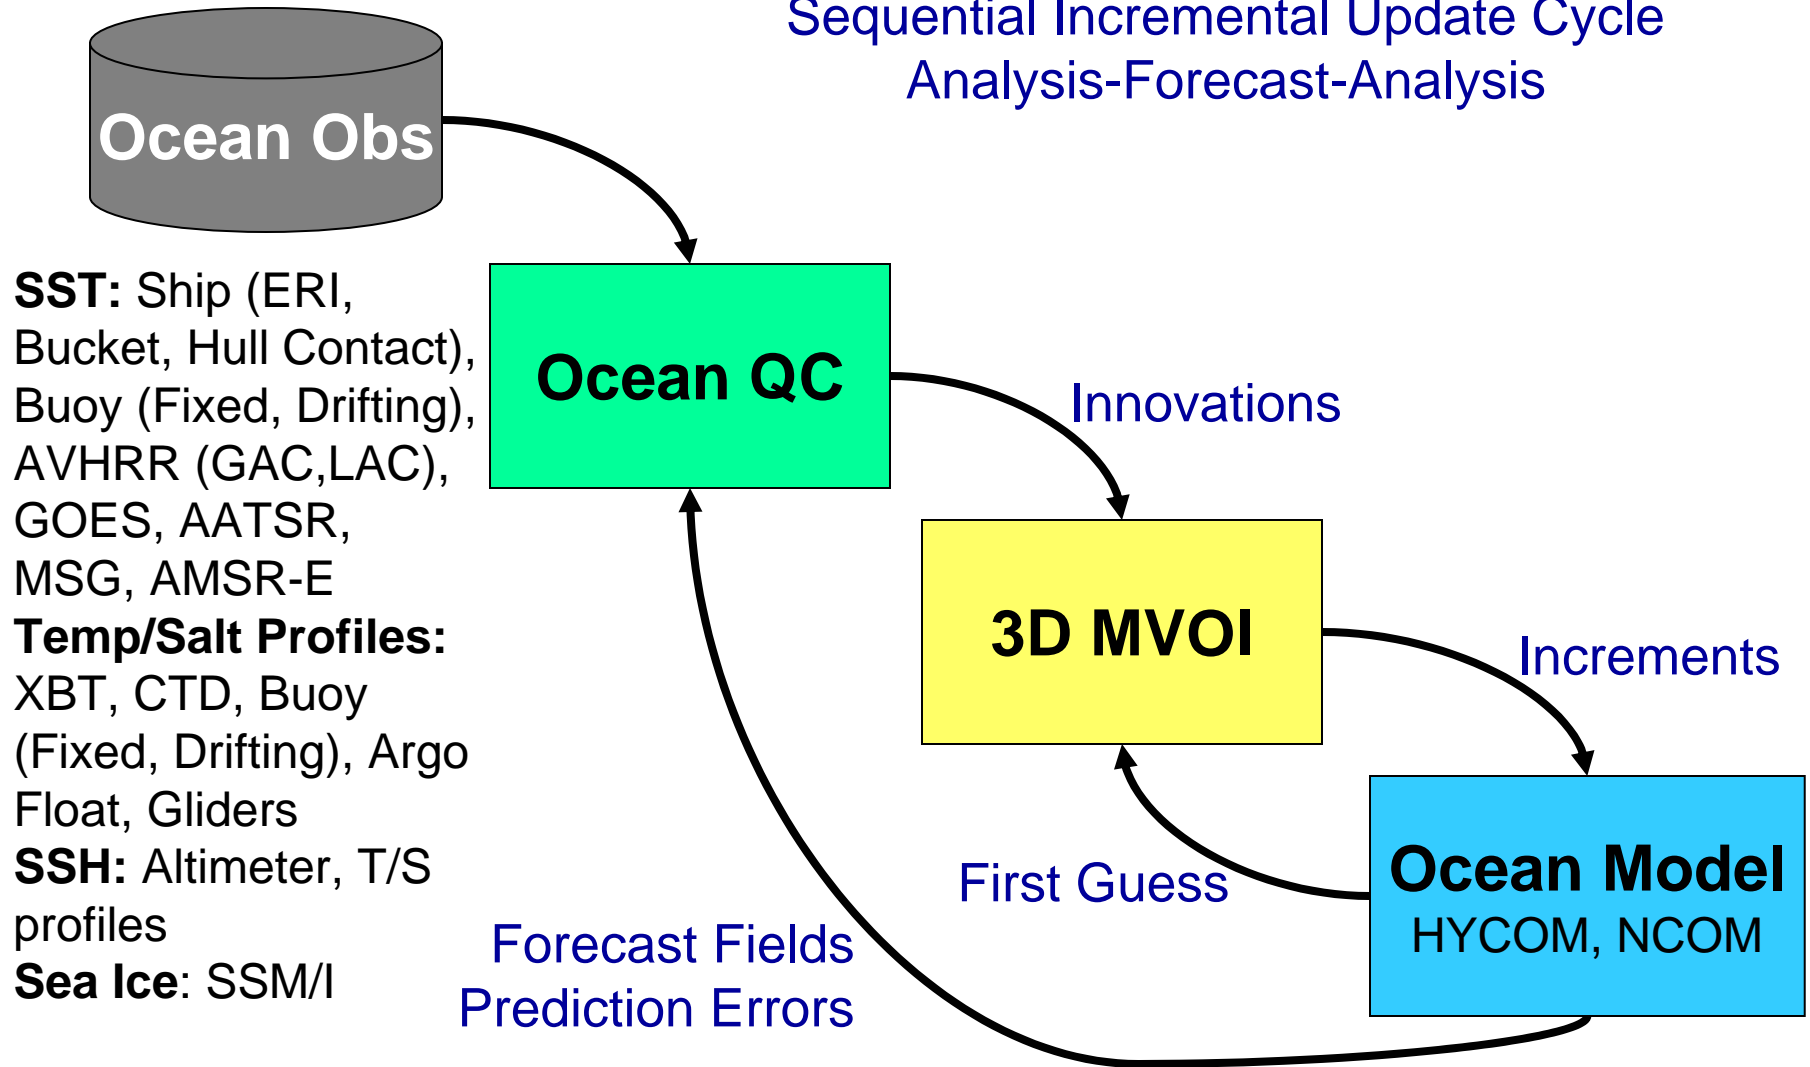 Sequential Incremental Update Cycle
Analysis-Forecast-Analysis
Ocean Obs
SST: Ship (ERI,
Bucket, Hull Contact),
Buoy (Fixed, Drifting),
AVHRR (GAC,LAC),
GOES, AATSR,
MSG, AMSR-E
Temp/Salt Profiles:
XBT, CTD, Buoy
(Fixed, Drifting), Argo
Float, Gliders
SSH: Altimeter, T/S
profiles
Sea Ice: SSM/I
Ocean QC
Innovations
3D MVOI
Increments
First Guess
Ocean Model
HYCOM, NCOM
Forecast Fields
Prediction Errors